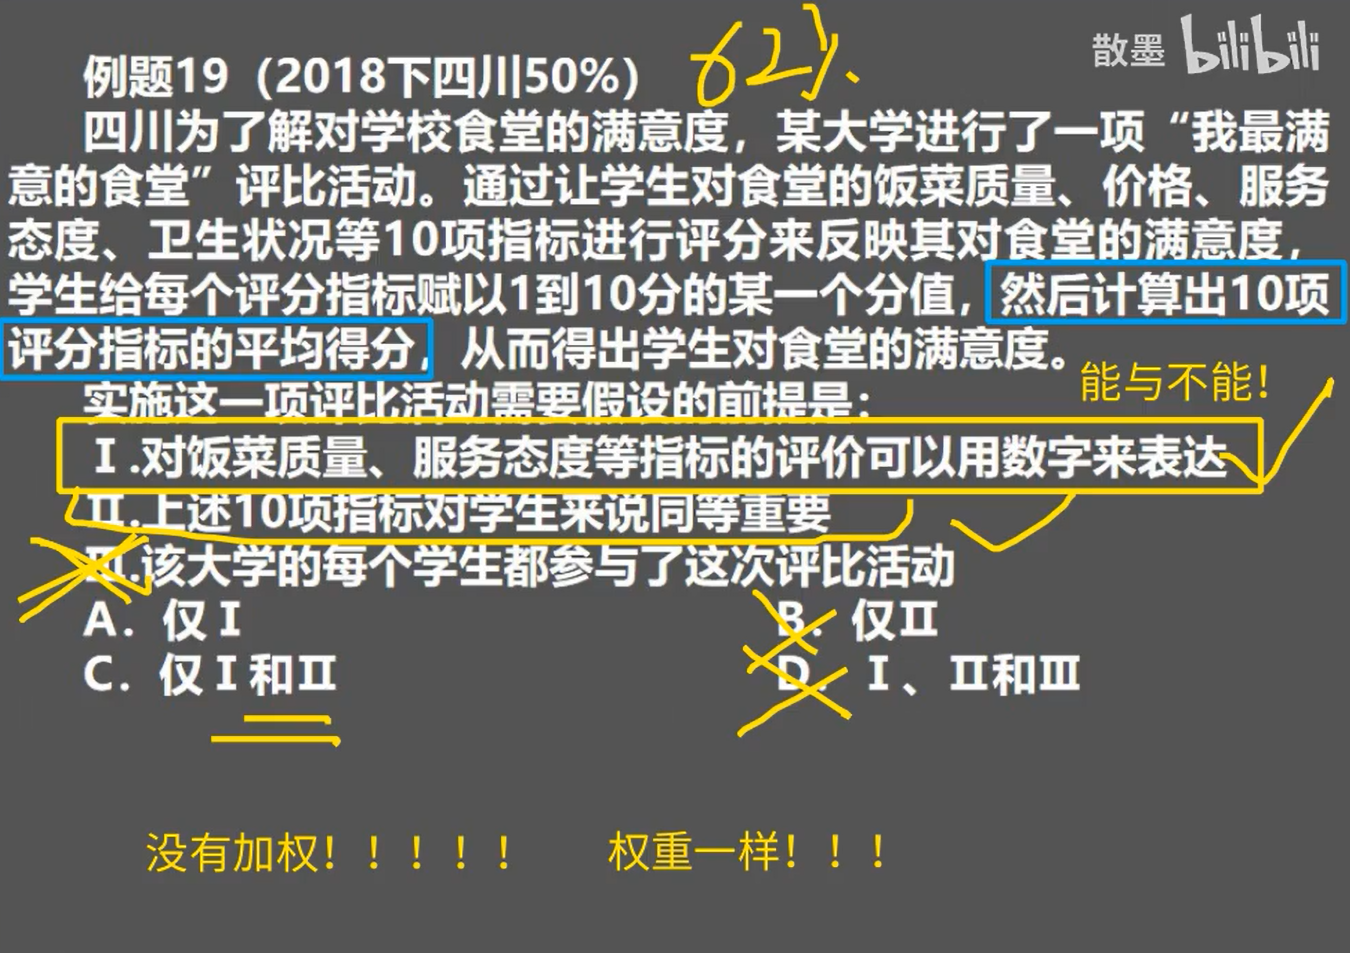 散墨 bilibili
例题19（2018下四川50%） 62%
四川为了解对学校食堂的满意度，某大学进行了一项“我最满
意的食堂”评比活动。通过让学生对食堂的饭菜质量、价格、服务
态度、卫生状况等10项指标进行评分来反映其对食堂的满意度，
学生给每个评分指标赋以1到10分的某一个分值，然后计算出10项
评分指标的平均得分，从而得出学生对食堂的满意度。
能与不能！
实施这一项评比活动需要假设的前提是：
Ⅰ.对饭菜质量、服务态度等指标的评价可以用数字来表达
Ⅱ.上述10项指标对学生来说同等重要
Ⅲ.该大学的每个学生都参与了这次评比活动
A．仅Ⅰ B．仅Ⅱ
C．仅Ⅰ和Ⅱ D．Ⅰ、Ⅱ和Ⅲ
没有加权！！！！！ 权重一样！！！